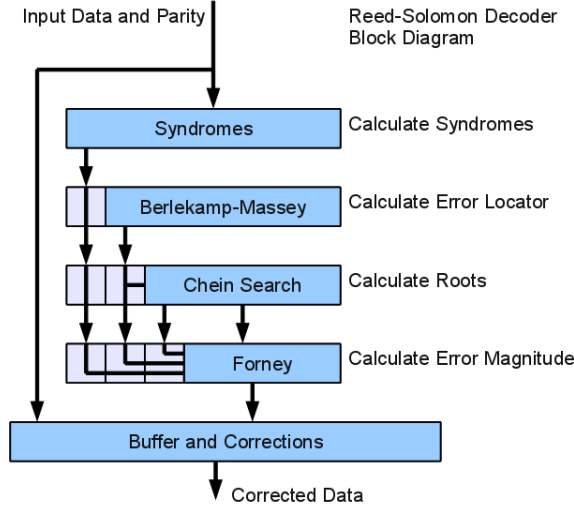 Input Data and Parity
Reed-Solomon Decoder
Block Diagram
Syndromes
Calculate Syndromes
Berlekamp-Massey
Calculate Error Locator
Chein Search
Calculate Roots
Forney
Calculate Error Magnitude
Buffer and Corrections
Corrected Data